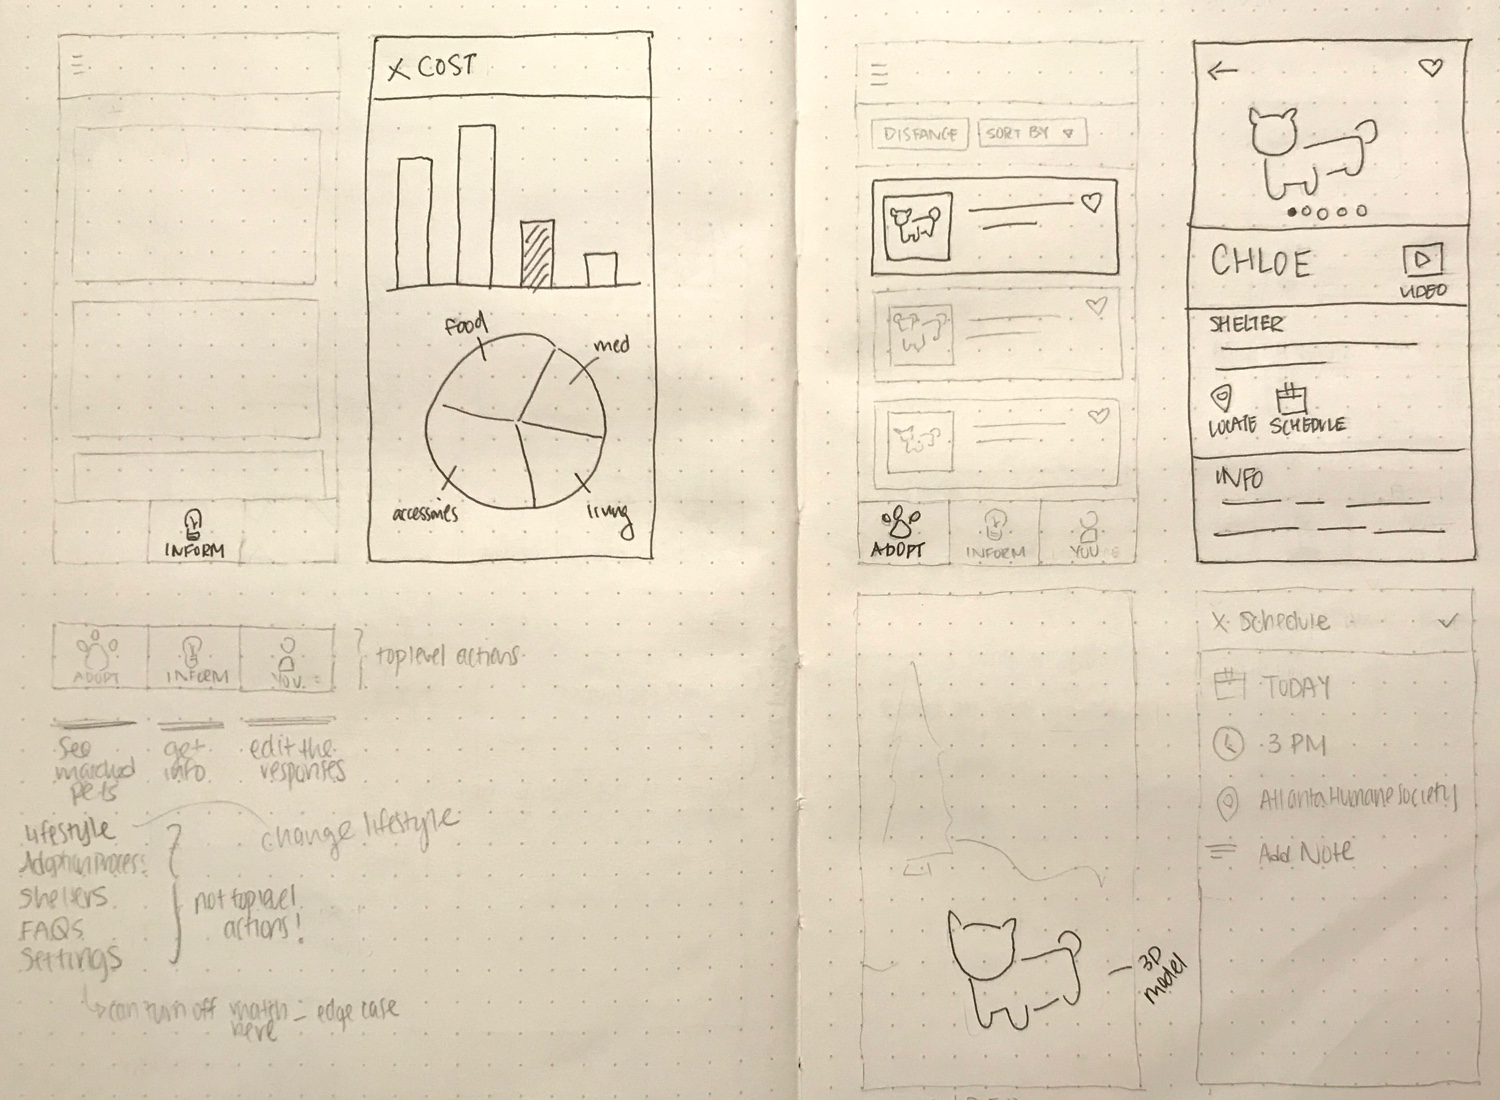 X COST
food
med
accessories
living
INFORM
ADOPT
INFORM
YOU
top level actions
see
matched
pets
get
info
edit the
responses
Lifestyle
Adoption Process
Shelters
FAQs
Settings
change lifestyle
not top level
actions!
can turn off match = edge case
here
DISTANCE
SORT BY
ADOPT
INFORM
YOU
CHLOE
VIDEO
SHELTER
LOCATE
SCHEDULE
INFO
3D
model
X Schedule
TODAY
3 PM
Atlanta Humane Society
Add Note